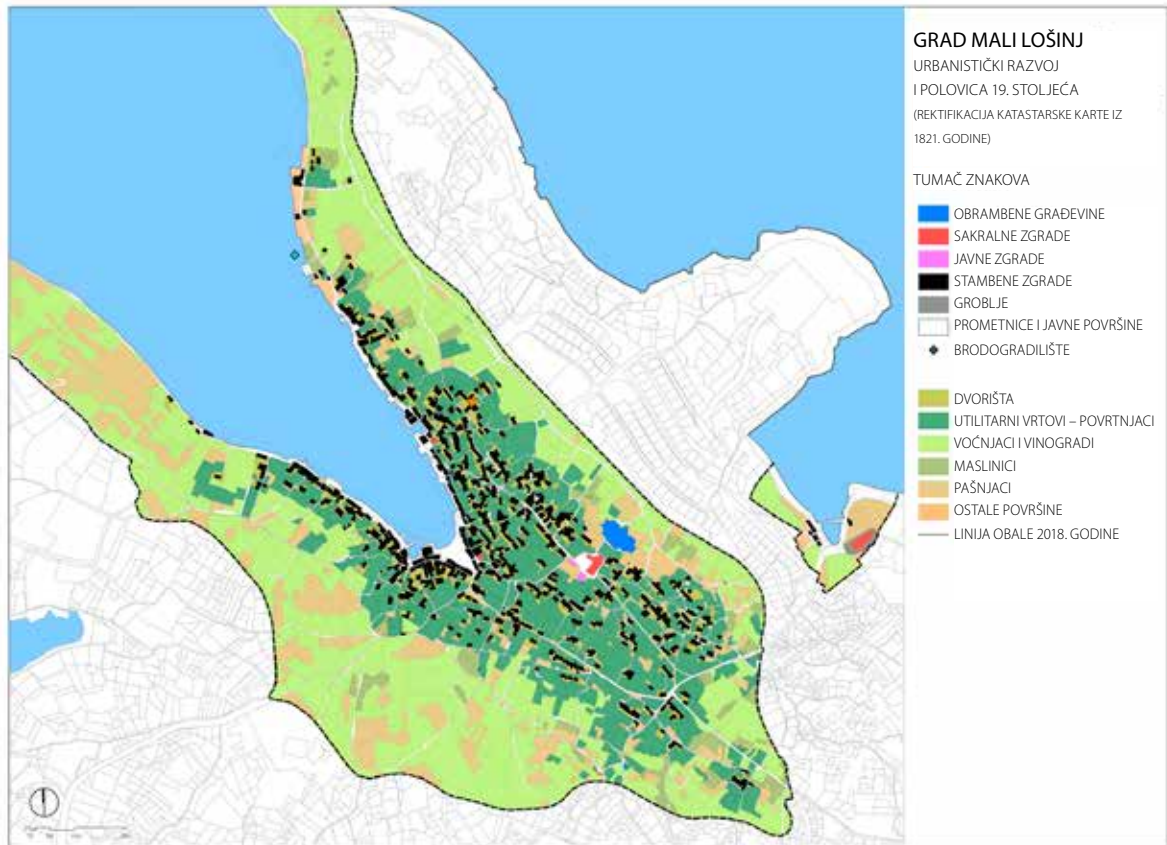 GRAD MALI LOŠINJ
URBANISTIČKI RAZVOJ
I POLOVICA 19. STOLJEĆA
(REKTIFIKACIJA KATASTARSKE KARTE IZ
1821. GODINE)
TUMAČ ZNAKOVA
OBRAMBENE GRAĐEVINE
SAKRALNE ZGRADE
JAVNE ZGRADE
STAMBENE ZGRADE
GROBLJE
PROMETNICE I JAVNE POVRŠINE
BRODOGRADILIŠTE
DVORIŠTA
UTILITARNI VRTOVI – POVRTNJACI
VOĆNJACI I VINOGRADI
MASLINICI
PAŠNJACI
OSTALE POVRŠINE
LINIJA OBALE 2018. GODINE